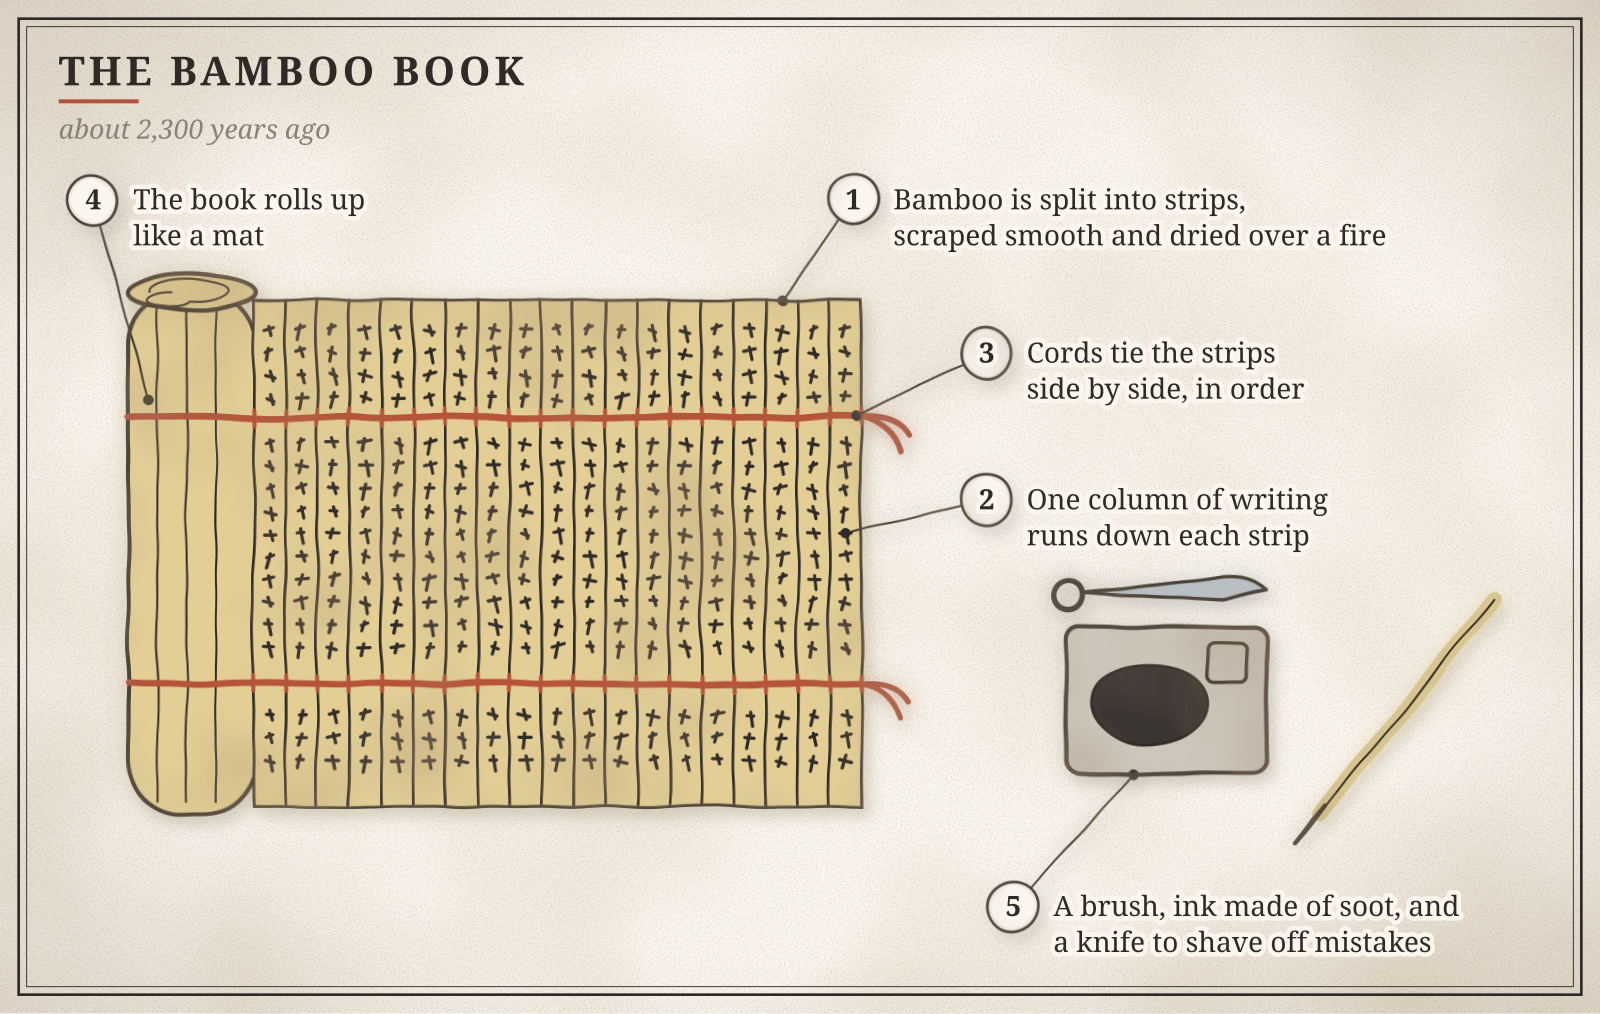 THE BAMBOO BOOK
about 2,300 years ago
4
The book rolls up
like a mat
1
Bamboo is split into strips,
scraped smooth and dried over a fire
3
Cords tie the strips
side by side, in order
2
One column of writing
runs down each strip
5
A brush, ink made of soot, and
a knife to shave off mistakes